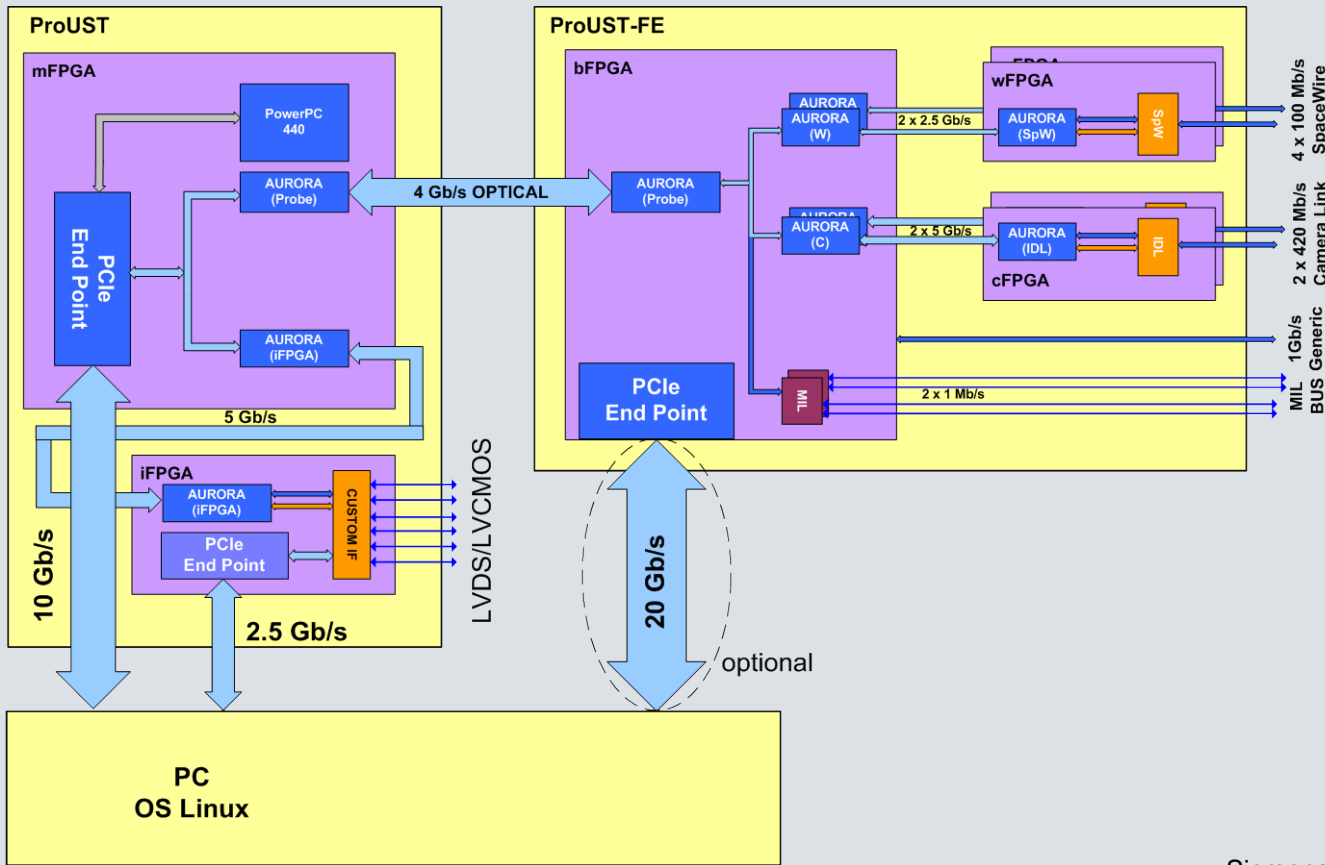 ProUST
mFPGA
PowerPC
440
AURORA
(Probe)
PCIe
End Point
AURORA
(iFPGA)
5 Gb/s
iFPGA
AURORA
(iFPGA)
PCIe
End Point
CUSTOM IF
LVDS/LVCMOS
10 Gb/s
2.5 Gb/s
4 Gb/s OPTICAL
ProUST-FE
bFPGA
AURORA
(Probe)
AURORA
AURORA
(W)
2 x 2.5 Gb/s
wFPGA
AURORA
(SpW)
SpW
4 x 100 Mb/s
SpaceWire
AURORA
(C)
2 x 5 Gb/s
AURORA
(IDL)
IDL
cFPGA
2 x 420 Mb/s
Camera Link
1Gb/s
Generic
MIL
2 x 1 Mb/s
MIL
BUS
PCIe
End Point
20 Gb/s
optional
PC
OS Linux